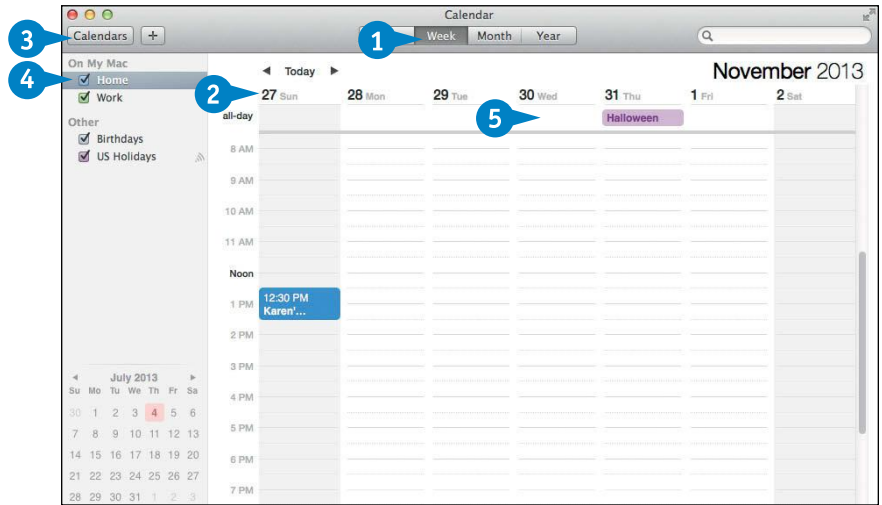 Calendar
3 Calendars +
1 Week Month Year
On My Mac
4 Home
Work
Other
Birthdays
US Holidays
Today
November 2013
2 27 Sun 28 Mon 29 Tue 30 Wed 31 Thu 1 Fri 2 Sat
all-day 5 Halloween
8 AM
9 AM
10 AM
11 AM
Noon
12:30 PM
Karen'...
1 PM
2 PM
3 PM
4 PM
5 PM
6 PM
7 PM
July 2013
Su Mo Tu We Th Fr Sa
30 1 2 3 4 5 6
7 8 9 10 11 12 13
14 15 16 17 18 19 20
21 22 23 24 25 26 27
28 29 30 31 1 2 3